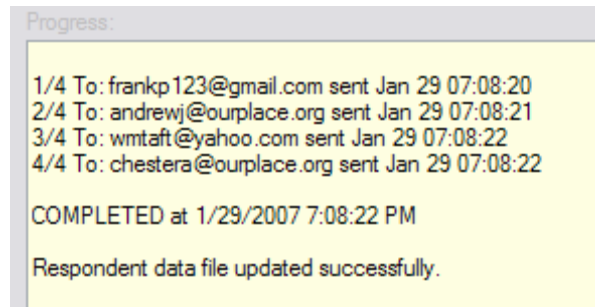 Progress:
1/4 To: frankp123@gmail.com sent Jan 29 07:08:20
2/4 To: andrewj@ourplace.org sent Jan 29 07:08:21
3/4 To: wmtaft@yahoo.com sent Jan 29 07:08:22
4/4 To: chestera@ourplace.org sent Jan 29 07:08:22
COMPLETED at 1/29/2007 7:08:22 PM
Respondent data file updated successfully.